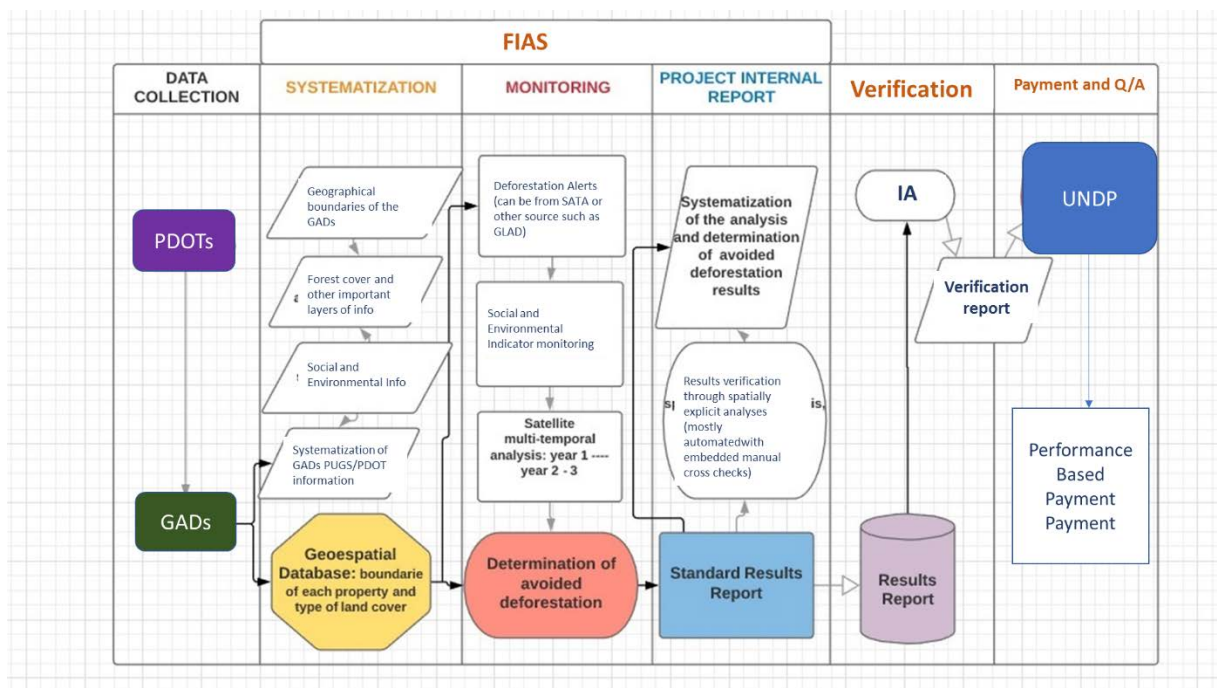 FIAS
DATA
COLLECTION
SYSTEMATIZATION
MONITORING
PROJECT INTERNAL
REPORT
Verification
Payment and Q/A
PDOTs
GADs
Geographical
boundaries of the
GADs
Forest cover and
other important
layers of info
Social and
Environmental Info
Systematization of
GADs PUGS/PDOT
information
Geoespatial
Database: boundarie
of each property and
type of land cover
Deforestation Alerts
(can be from SATA or
other source such as
GLAD)
Social and
Environmental
Indicator monitoring
Satellite
multi-temporal
analysis: year 1 ----
year 2 - 3
Determination of
avoided
deforestation
Systematization
of the analysis
and determination
of avoided
deforestation
results
Results verification
through spatially
explicit analyses is,
(mostly
automatedwith
embedded manual
cross checks)
Standard Results
Report
IA
Verification
report
Results
Report
UNDP
Performance
Based
Payment
Payment